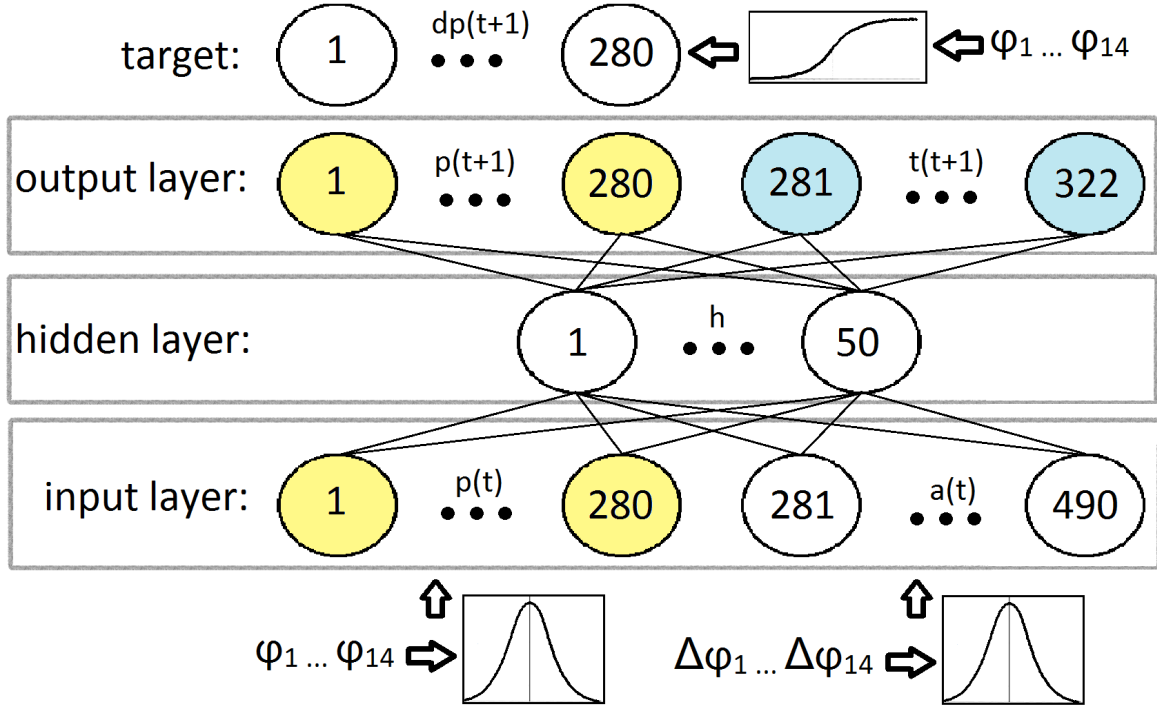 target: 1 dp(t+1) 280 φ1 ... φ14
output layer: 1 p(t+1) 280 281 t(t+1) 322
hidden layer: 1 h 50
input layer: 1 p(t) 280 281 a(t) 490
φ1 ... φ14 Δφ1 ... Δφ14